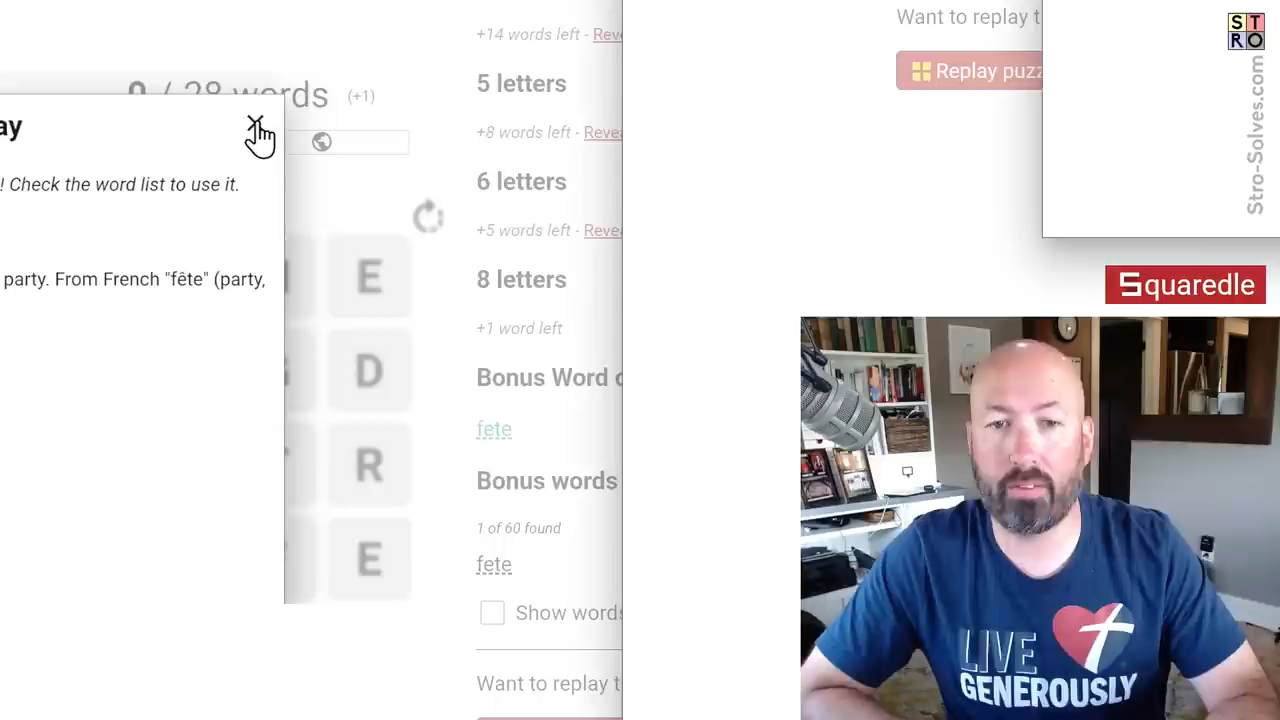 ay
! Check the word list to use it.
party. From French "fête" (party,
0 / 28 words (+1)
E
D
R
E
+14 words left - Reve
5 letters
+8 words left - Revea
6 letters
+5 words left - Revea
8 letters
+1 word left
Bonus Word o
fete
Bonus words
1 of 60 found
fete
Show words
Want to replay t
Want to replay t
Replay puzz
S T
R O
Stro-Solves.com
Squaredle
LIVE
GENEROUSLY